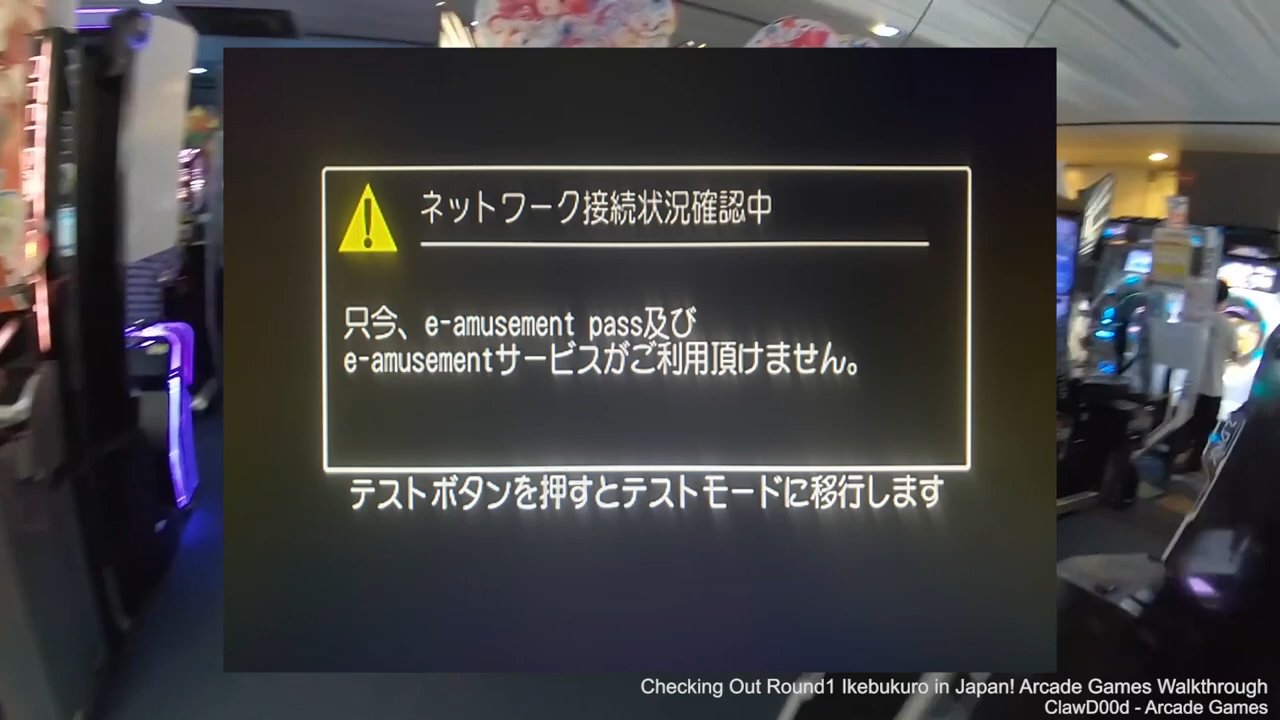 ネットワーク接続状況確認中
只今、e-amusement pass及び
e-amusementサービスがご利用頂けません。
テストボタンを押すとテストモードに移行します
Checking Out Round1 Ikebukuro in Japan! Arcade Games Walkthrough
ClawD00d - Arcade Games